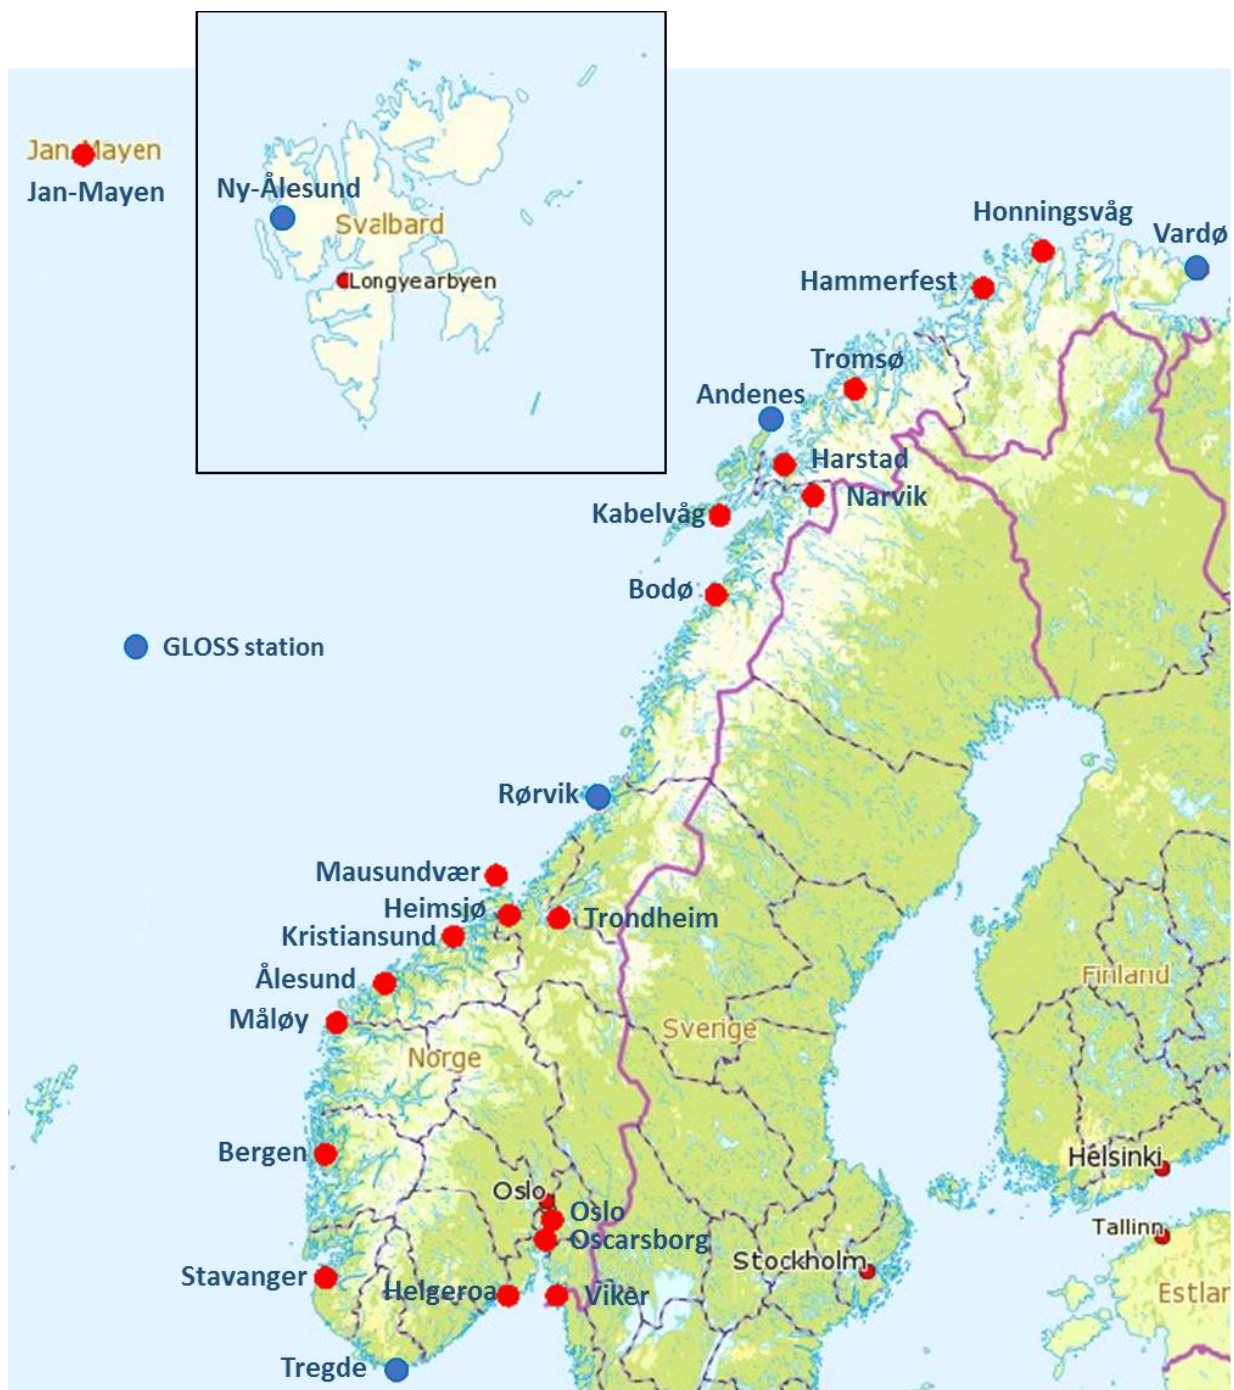 Jan Mayen
Jan-Mayen
Ny-Ålesund
Svalbard
Longyearbyen
Honningsvåg
Vardø
Hammerfest
Tromsø
Andenes
Harstad
Narvik
Kabelvåg
Bodø
GLOSS station
Rørvik
Mausundvær
Heimsjø
Trondheim
Kristiansund
Ålesund
Måløy
Finland
Sverige
Norge
Bergen
Helsinki
Oslo
Oslo
Oscarsborg
Tallinn
Stockholm
Stavanger
Helgeroa
Viker
Estlan
Tregde